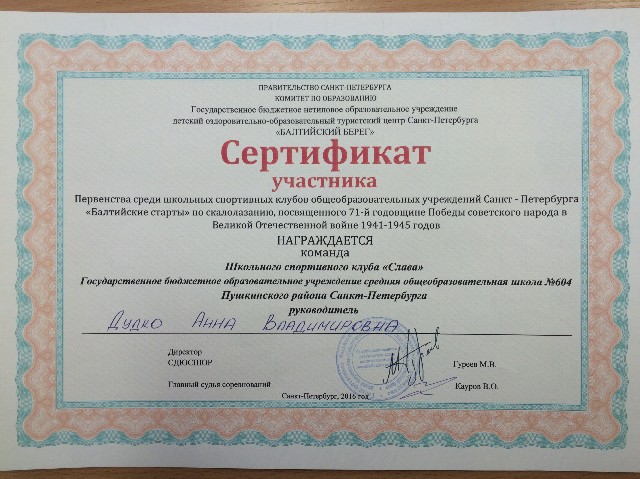 ПРАВИТЕЛЬСТВО САНКТ-ПЕТЕРБУРГА
КОМИТЕТ ПО ОБРАЗОВАНИЮ
Государственное бюджетное нетиповое образовательное учреждение
детский оздоровительно-образовательный туристский центр Санкт-Петербурга
«БАЛТИЙСКИЙ БЕРЕГ»
Сертификат
участника
Первенства среди школьных спортивных клубов общеобразовательных учреждений Санкт - Петербурга
«Балтийские старты» по скалолазанию, посвященного 71-й годовщине Победы советского народа в
Великой Отечественной войне 1941-1945 годов
НАГРАЖДАЕТСЯ
команда
Школьного спортивного клуба «Слава»
Государственное бюджетное образовательное учреждение средняя общеобразовательная школа №604
Пушкинского района Санкт-Петербурга
руководитель
Дудко Анна Владимировна
Директор
СДЮСШОР
Гуреев М.В.
Главный судья соревнований
Кауров В.О.
Санкт-Петербург, 2016 год